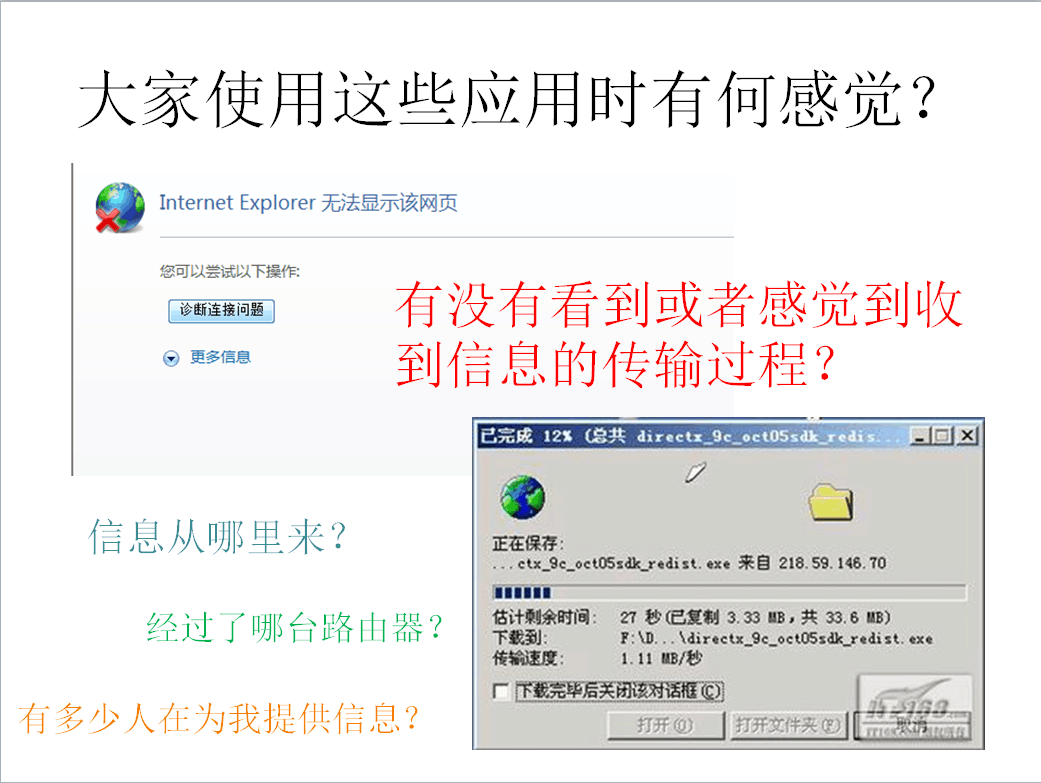 大家使用这些应用时有何感觉？
Internet Explorer 无法显示该网页
您可以尝试以下操作:
诊断连接问题
更多信息
有没有看到或者感觉到收
到信息的传输过程？
已完成 12% (总共 directx_9c_oct05sdk_redis...
正在保存:
...ctx_9c_oct05sdk_redist.exe 来自 218.59.146.70
估计剩余时间: 27 秒(已复制 3.33 MB，共 33.6 MB)
下载到: F:\D...\directx_9c_oct05sdk_redist.exe
传输速度: 1.11 MB/秒
下载完毕后关闭该对话框(C)
打开(O) 打开文件夹(F) 取消
信息从哪里来？
经过了哪台路由器？
有多少人在为我提供信息？